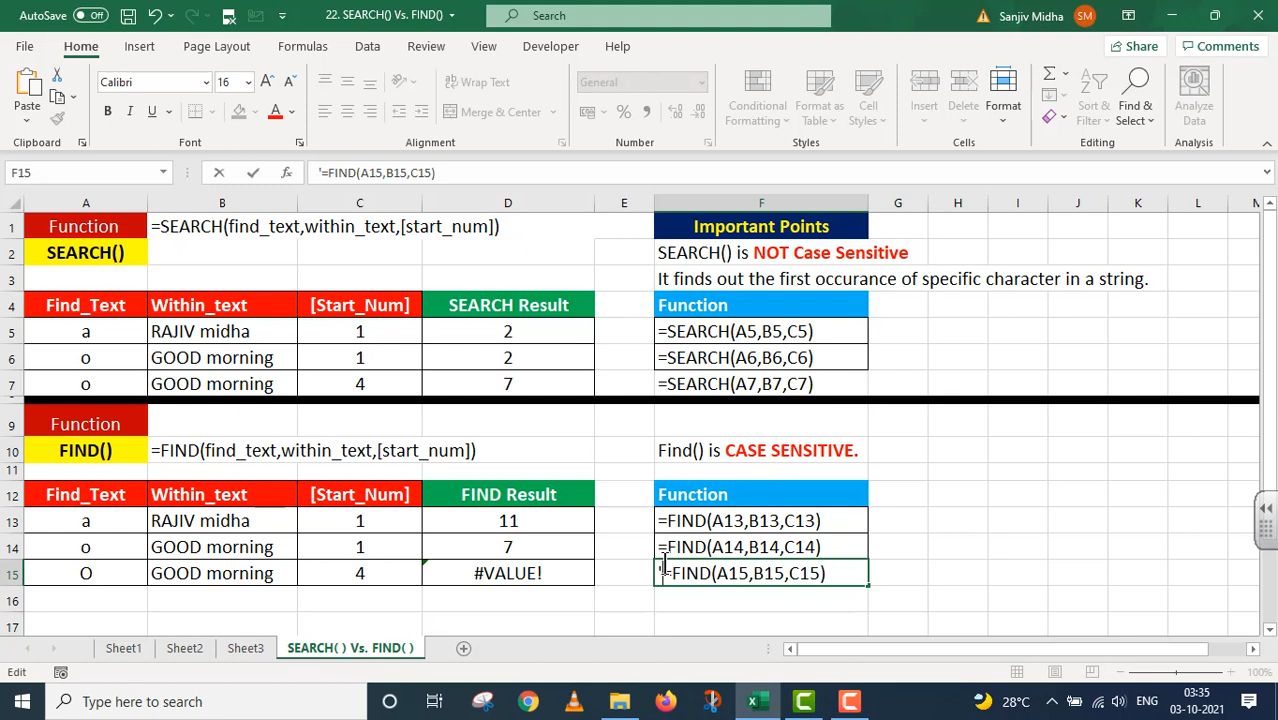 AutoSave Off 22. SEARCH() Vs. FIND() Search Sanjiv Midha SM
File Home Insert Page Layout Formulas Data Review View Developer Help Share Comments
Calibri 16 Wrap Text General
Paste B I U Merge & Center Conditional Formatting Format as Table Cell Styles Insert Delete Format Sort & Filter Find & Select Analyze Data
Clipboard Font Alignment Number Styles Cells Editing Analysis
F15 fx '=FIND(A15,B15,C15)
A B C D E F G H I J K L M
1 Function =SEARCH(find_text,within_text,[start_num]) Important Points
2 SEARCH() SEARCH() is NOT Case Sensitive
3 It finds out the first occurance of specific character in a string.
4 Find_Text Within_text [Start_Num] SEARCH Result Function
5 a RAJIV midha 1 2 =SEARCH(A5,B5,C5)
6 o GOOD morning 1 2 =SEARCH(A6,B6,C6)
7 o GOOD morning 4 7 =SEARCH(A7,B7,C7)
9 Function
10 FIND() =FIND(find_text,within_text,[start_num]) Find() is CASE SENSITIVE.
11
12 Find_Text Within_text [Start_Num] FIND Result Function
13 a RAJIV midha 1 11 =FIND(A13,B13,C13)
14 o GOOD morning 1 7 =FIND(A14,B14,C14)
15 O GOOD morning 4 #VALUE! '=FIND(A15,B15,C15)
16
17
Sheet1 Sheet2 Sheet3 SEARCH( ) Vs. FIND( )
Edit 100%
Type here to search 28°C ENG 03:35
03-10-2021